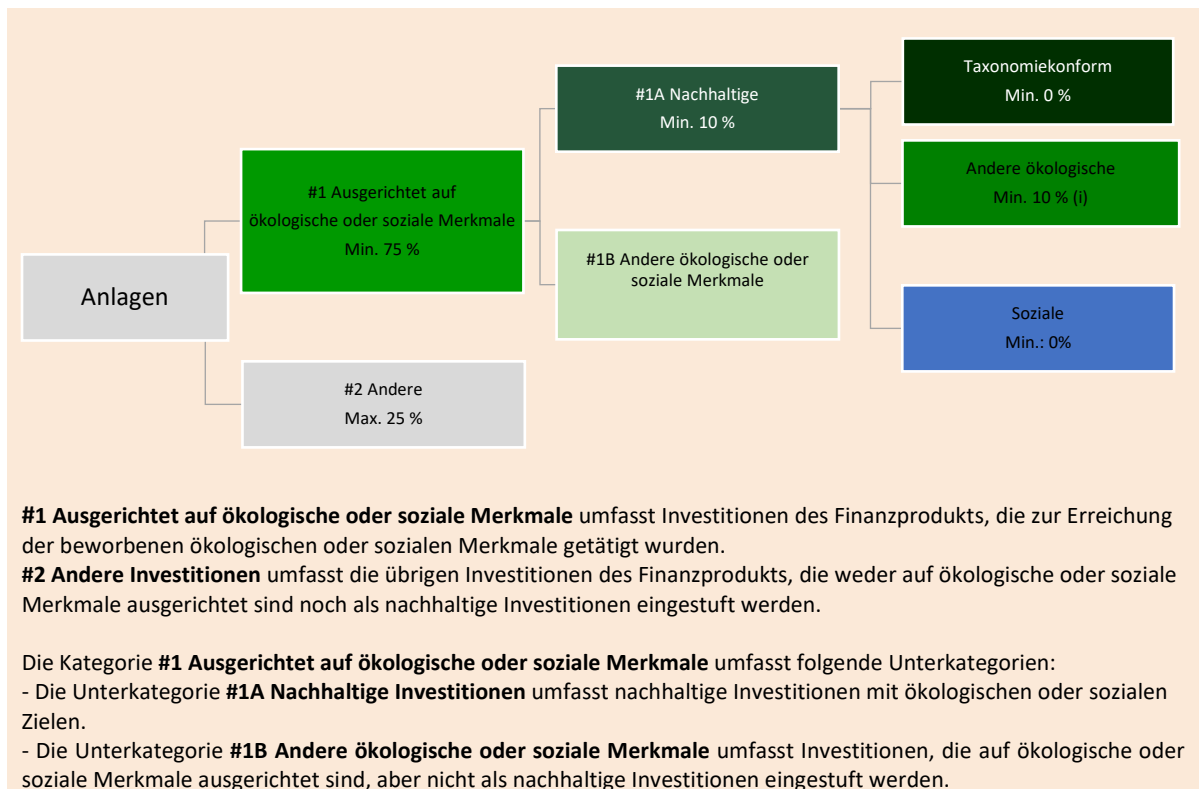 Anlagen
#1 Ausgerichtet auf
ökologische oder soziale Merkmale
Min. 75 %
#2 Andere
Max. 25 %
#1A Nachhaltige
Min. 10 %
#1B Andere ökologische oder
soziale Merkmale
Taxonomiekonform
Min. 0 %
Andere ökologische
Min. 10 % (i)
Soziale
Min.: 0%
#1 Ausgerichtet auf ökologische oder soziale Merkmale umfasst Investitionen des Finanzprodukts, die zur Erreichung
der beworbenen ökologischen oder sozialen Merkmale getätigt wurden.
#2 Andere Investitionen umfasst die übrigen Investitionen des Finanzprodukts, die weder auf ökologische oder soziale
Merkmale ausgerichtet sind noch als nachhaltige Investitionen eingestuft werden.
Die Kategorie #1 Ausgerichtet auf ökologische oder soziale Merkmale umfasst folgende Unterkategorien:
- Die Unterkategorie #1A Nachhaltige Investitionen umfasst nachhaltige Investitionen mit ökologischen oder sozialen
Zielen.
- Die Unterkategorie #1B Andere ökologische oder soziale Merkmale umfasst Investitionen, die auf ökologische oder
soziale Merkmale ausgerichtet sind, aber nicht als nachhaltige Investitionen eingestuft werden.